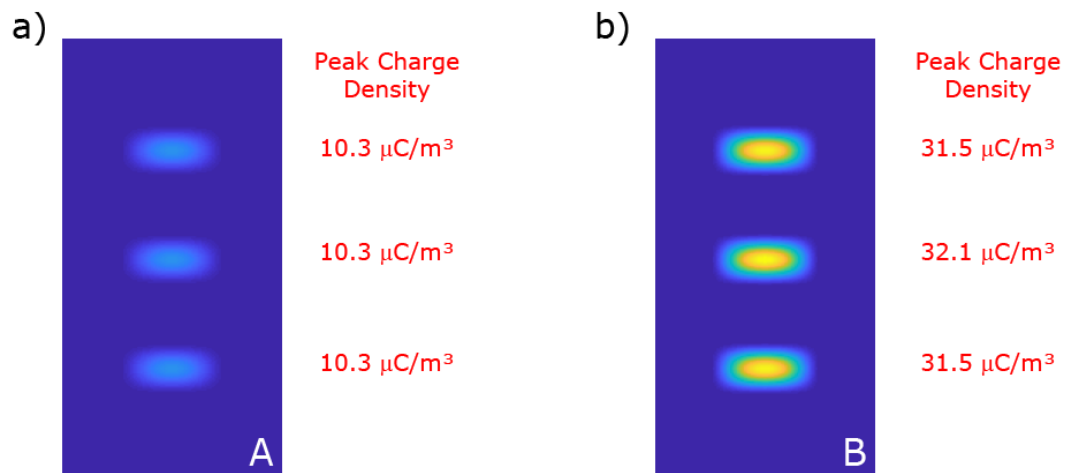 a)
Peak Charge
Density
10.3 µC/m³
10.3 µC/m³
10.3 µC/m³
A
b)
Peak Charge
Density
31.5 µC/m³
32.1 µC/m³
31.5 µC/m³
B